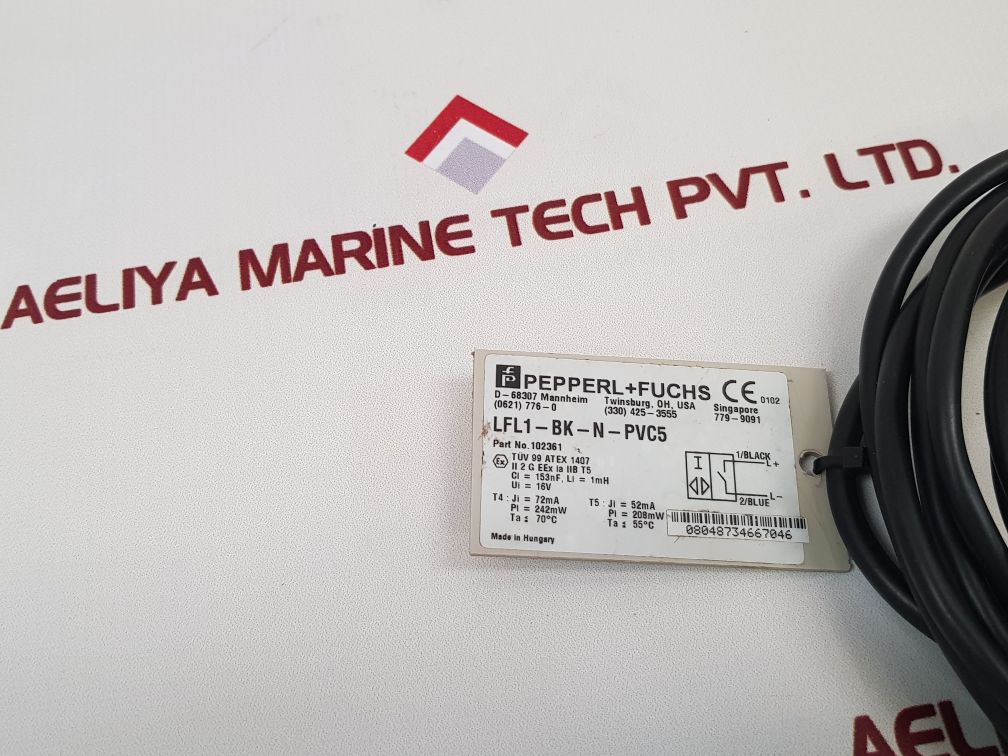 AELIYA MARINE TECH PVT. LTD.
PEPPERL+FUCHS CE 0102
D-68307 Mannheim Twinsburg, OH, USA Singapore
(0621) 776-0 (330) 425-3555 779-9091
LFL1-BK-N-PVC5
Part No. 102361
Ex TÜV 99 ATEX 1407
II 2 G EEx ia IIB T5
Ci = 153nF, Li = 1mH
Ui = 16V
T4: Ji = 72mA T5: Ji = 52mA
Pi = 242mW Pi = 208mW
Ta ≤ 70°C Ta ≤ 55°C
I 1/BLACK L+
L-
2/BLUE
08048734667046
Made in Hungary
AEL